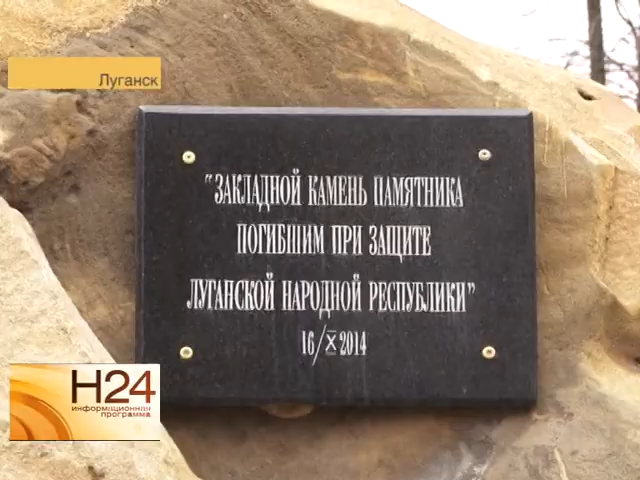 Луганск
"ЗАКЛАДНОЙ КАМЕНЬ ПАМЯТНИКА
ПОГИБШИМ ПРИ ЗАЩИТЕ
ЛУГАНСКОЙ НАРОДНОЙ РЕСПУБЛИКИ"
16/X 2014
Н24
информационная
программа